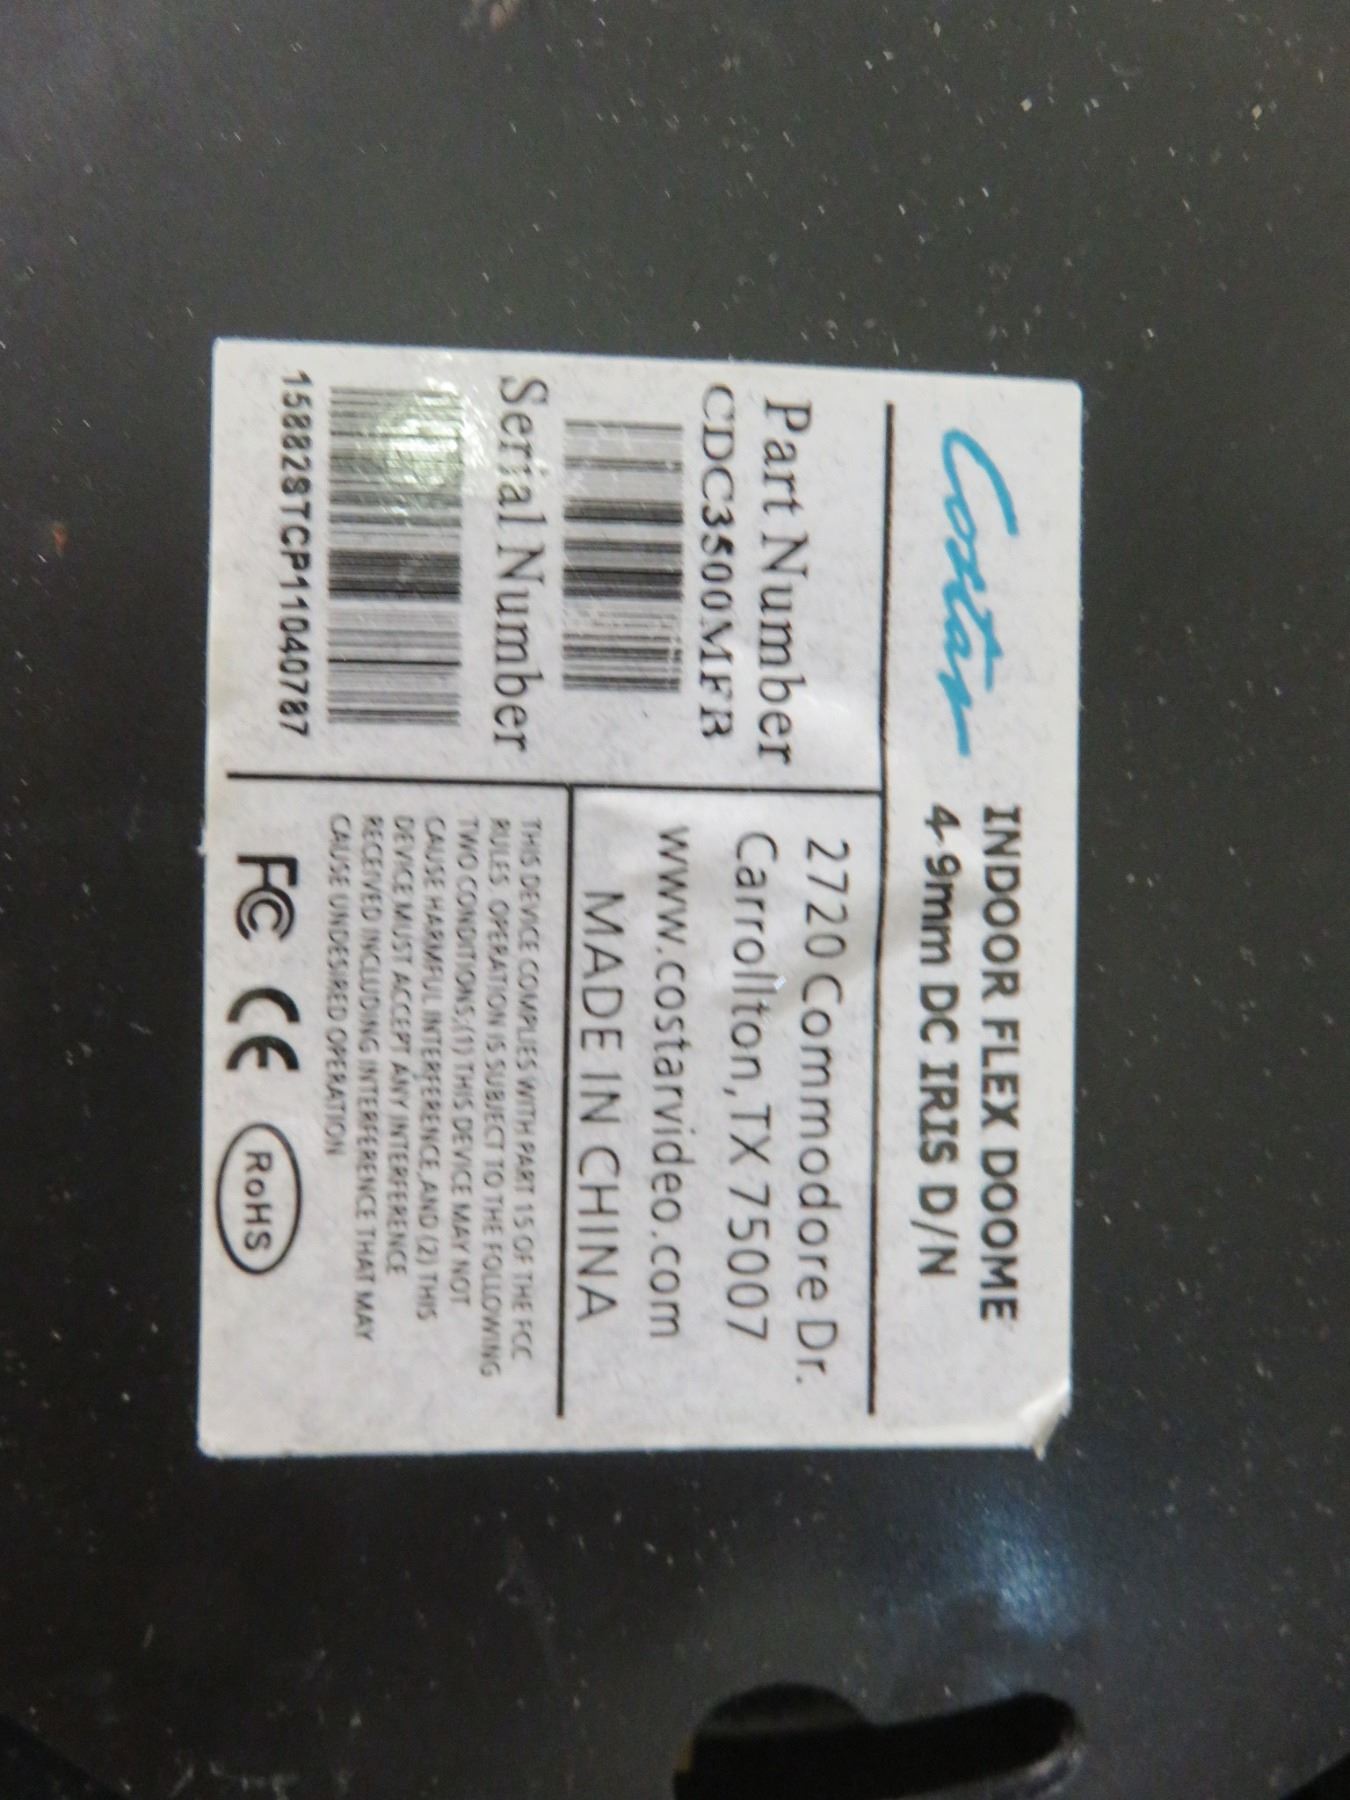 Costar
INDOOR FLEX DOOME
4-9mm DC IRIS D/N
Part Number
CDC3500MFB
Serial Number
15882STCP11040787
2720 Commodore Dr.
Carrollton,TX 75007
www.costarvideo.com
MADE IN CHINA
THIS DEVICE COMPLIES WITH PART 15 OF THE FCC
RULES. OPERATION IS SUBJECT TO THE FOLLOWING
TWO CONDITIONS,(1) THIS DEVICE MAY NOT
CAUSE HARMFUL INTERFERENCE,AND (2) THIS
DEVICE MUST ACCEPT ANY INTERFERENCE
RECEIVED INCLUDING INTERFERENCE THAT MAY
CAUSE UNDESIRED OPERATION
FC CE RoHS